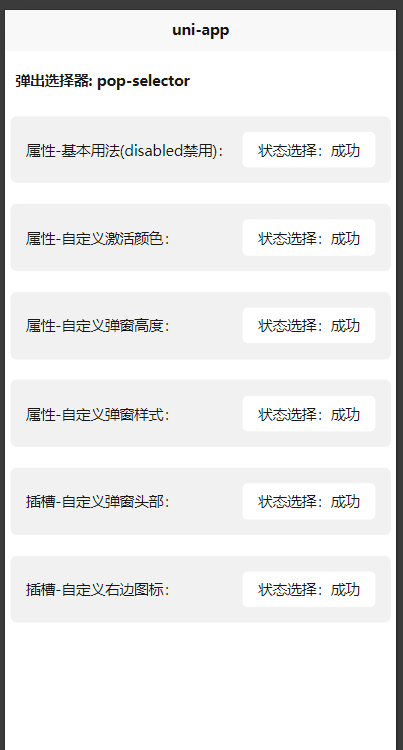 uni-app
弹出选择器: pop-selector
属性-基本用法(disabled禁用)： 状态选择：成功
属性-自定义激活颜色： 状态选择：成功
属性-自定义弹窗高度： 状态选择：成功
属性-自定义弹窗样式： 状态选择：成功
插槽-自定义弹窗头部： 状态选择：成功
插槽-自定义右边图标： 状态选择：成功